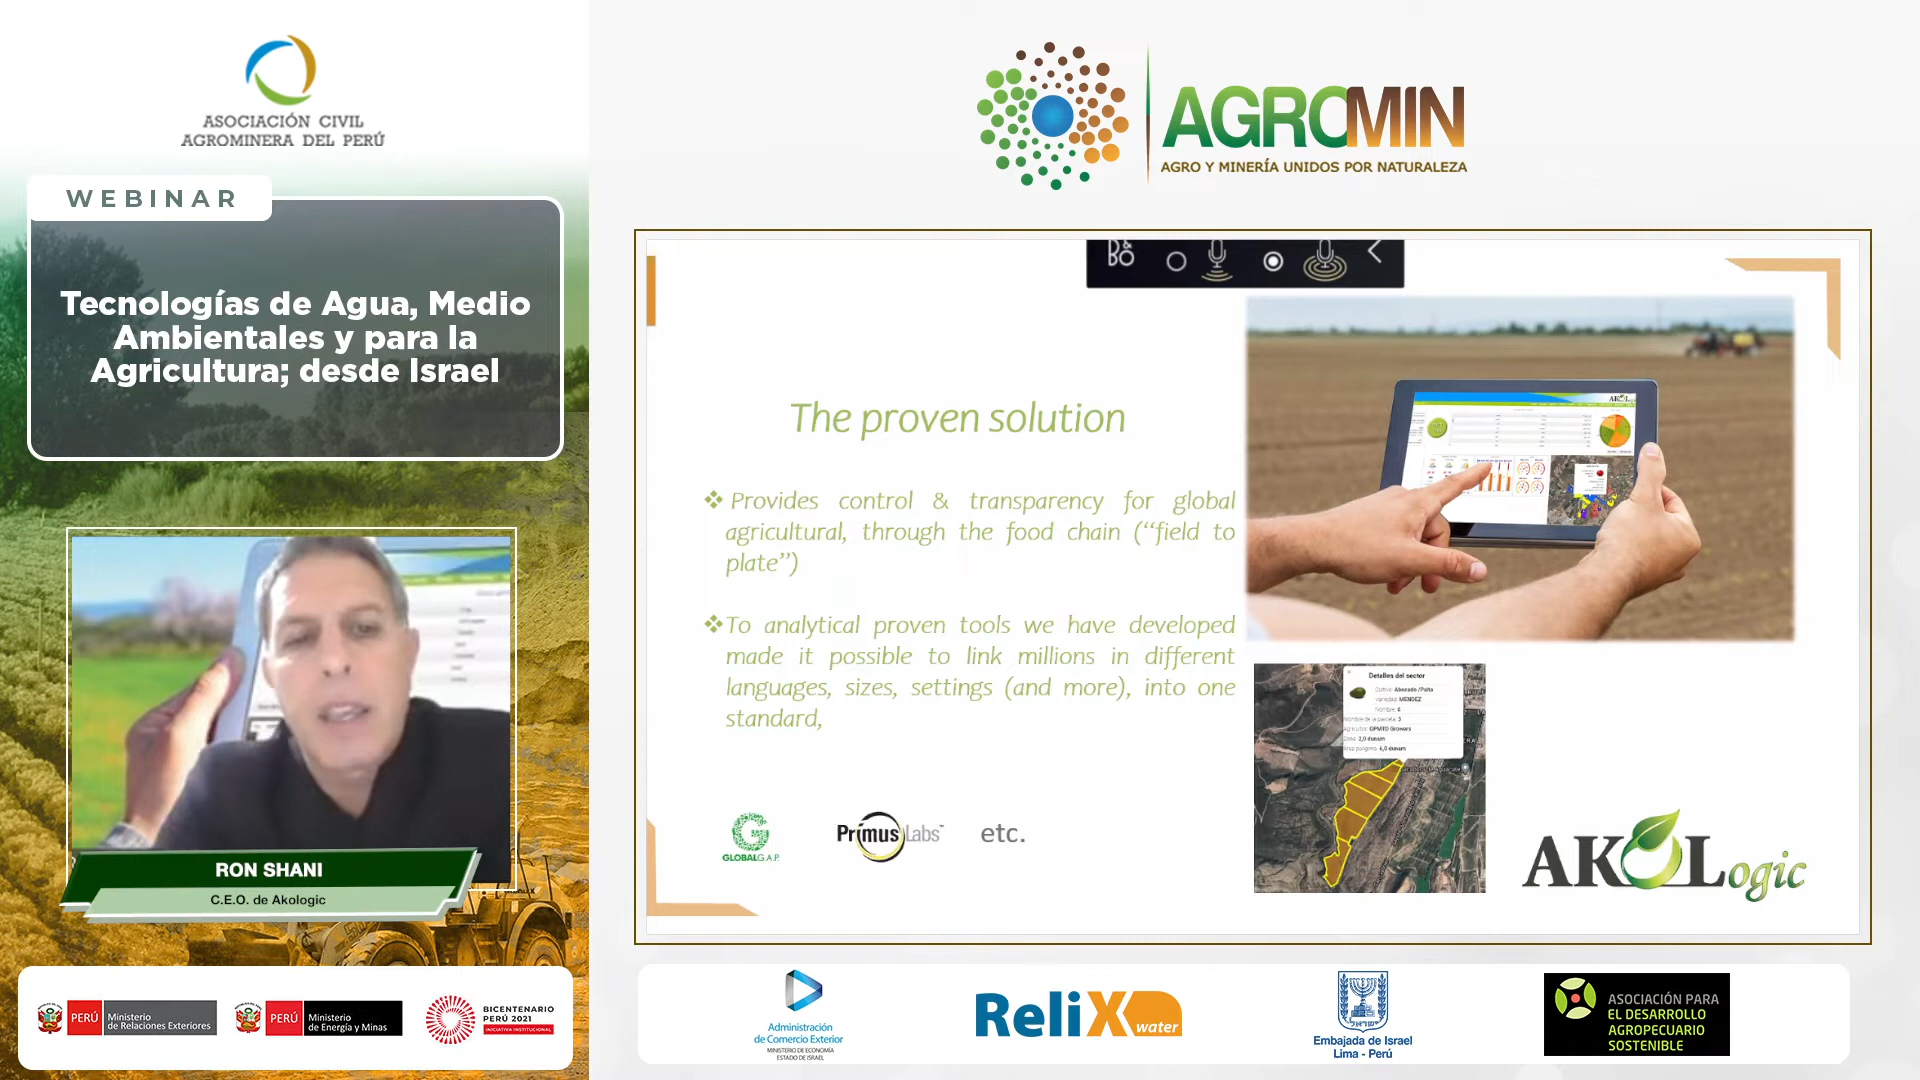 ASOCIACIÓN CIVIL
AGROMINERA DEL PERÚ
WEBINAR
Tecnologías de Agua, Medio
Ambientales y para la
Agricultura; desde Israel
RON SHANI
C.E.O. de Akologic
PERÚ
Ministerio
de Relaciones Exteriores
PERÚ
Ministerio
de Energía y Minas
BICENTENARIO
PERÚ 2021
INICIATIVA INSTITUCIONAL
AGROMIN
AGRO Y MINERÍA UNIDOS POR NATURALEZA
B&O
The proven solution
❖ Provides control & transparency for global
agricultural, through the food chain (“field to
plate”)
❖To analytical proven tools we have developed
made it possible to link millions in different
languages, sizes, settings (and more), into one
standard,
G
GLOBALG.A.P.
PrimusLabs™
etc.
Detalles del sector
Cultivo: Abocado /Palta
Variedad: MENDEZ
Nombre: 6
Nombre de la parcela: 3
Agricultor: OPMTD Growers
Zona: 2,0 dunam
Area poligono: 6,0 dunam
AKOLogic
Administración
de Comercio Exterior
MINISTERIO DE ECONOMÍA
ESTADO DE ISRAEL
ReliXwater
Embajada de Israel
Lima - Perú
ASOCIACIÓN PARA
EL DESARROLLO
AGROPECUARIO
SOSTENIBLE